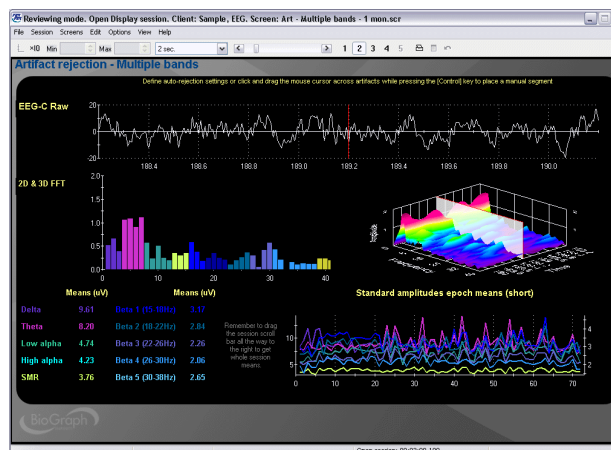 Reviewing mode. Open Display session. Client: Sample, EEG. Screen: Art - Multiple bands - 1 mon.scr
File Session Screens Edit Options View Help
×10 Min Max 2 sec. 1 2 3 4 5
Artifact rejection - Multiple bands
Define auto-rejection settings or click and drag the mouse cursor across artifacts while pressing the [Control] key to place a manual segment
EEG-C Raw
20
0
-20
188.4 188.6 188.8 189.0 189.2 189.4 189.6 189.8 190.0
2D & 3D FFT
2.0
1.5
1.0
0.5
0.0
0 10 20 30 40
Amplitude
Frequency
Time
Means (uV) Means (uV)
Standard amplitudes epoch means (short)
Delta 9.61 Beta 1 (15-18Hz) 3.17
Theta 8.20 Beta 2 (18-22Hz) 2.84
Low alpha 4.74 Beta 3 (22-26Hz) 2.26
High alpha 4.23 Beta 4 (26-30Hz) 2.06
SMR 3.76 Beta 5 (30-38Hz) 2.65
Remember to drag
the session scroll
bar all the way to
the right to get
whole session
means.
10
5
4
3
2
0 10 20 30 40 50 60 70
BioGraph